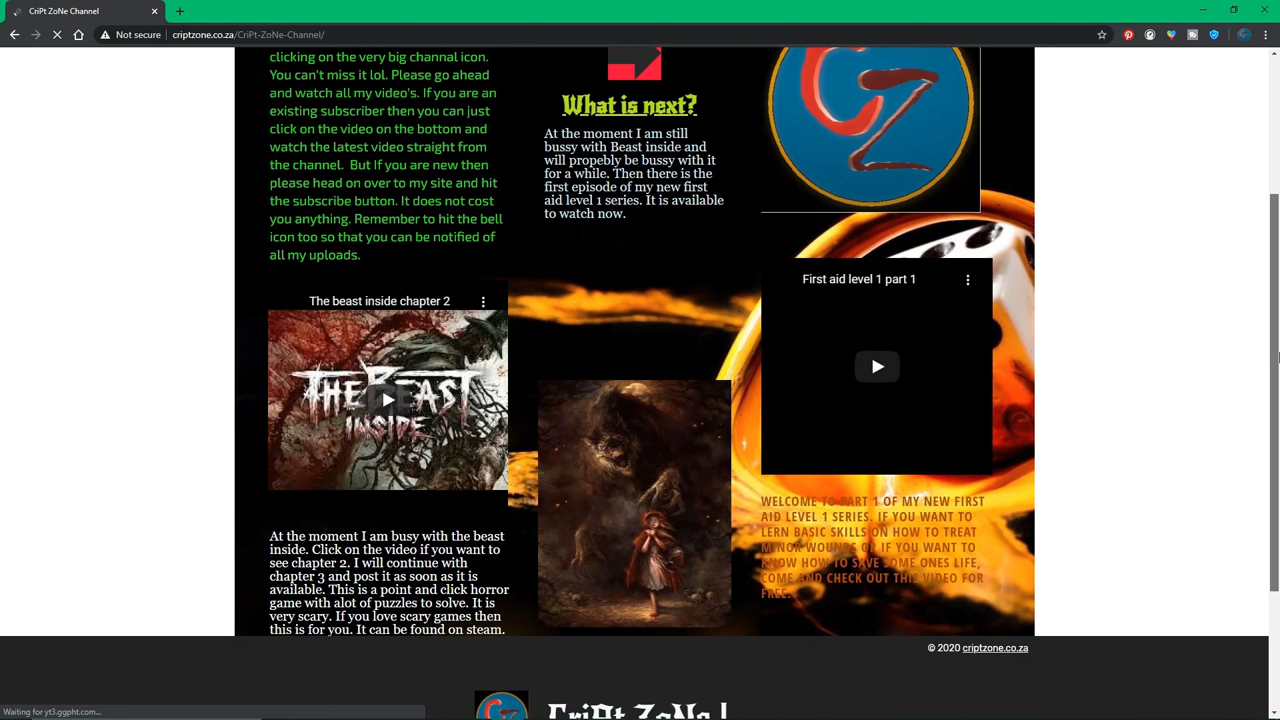 CriPt ZoNe Channel
Not secure
criptzone.co.za/CriPt-ZoNe-Channel/
clicking on the very big channal icon.
You can't miss it lol. Please go ahead
and watch all my video's. If you are an
existing subscriber then you can just
click on the video on the bottom and
watch the latest video straight from
the channel.  But If you are new then
please head on over to my site and hit
the subscribe button. It does not cost
you anything. Remember to hit the bell
icon too so that you can be notified of
all my uploads.
The beast inside chapter 2
THE BEAST
INSIDE
At the moment I am busy with the beast
inside. Click on the video if you want to
see chapter 2. I will continue with
chapter 3 and post it as soon as it is
available. This is a point and click horror
game with alot of puzzles to solve. It is
very scary. If you love scary games then
this is for you. It can be found on steam.
What is next?
At the moment I am still
bussy with Beast inside and
will propebly be bussy with it
for a while. Then there is the
first episode of my new first
aid level 1 series. It is available
to watch now.
CZ
First aid level 1 part 1
WELCOME TO PART 1 OF MY NEW FIRST
AID LEVEL 1 SERIES. IF YOU WANT TO
LERN BASIC SKILLS ON HOW TO TREAT
MINOR WOUNDS OR IF YOU WANT TO
KNOW HOW TO SAVE SOME ONES LIFE,
COME AND CHECK OUT THIS VIDEO FOR
FREE.
© 2020 criptzone.co.za
CriPt ZoNe |
Waiting for yt3.ggpht.com...